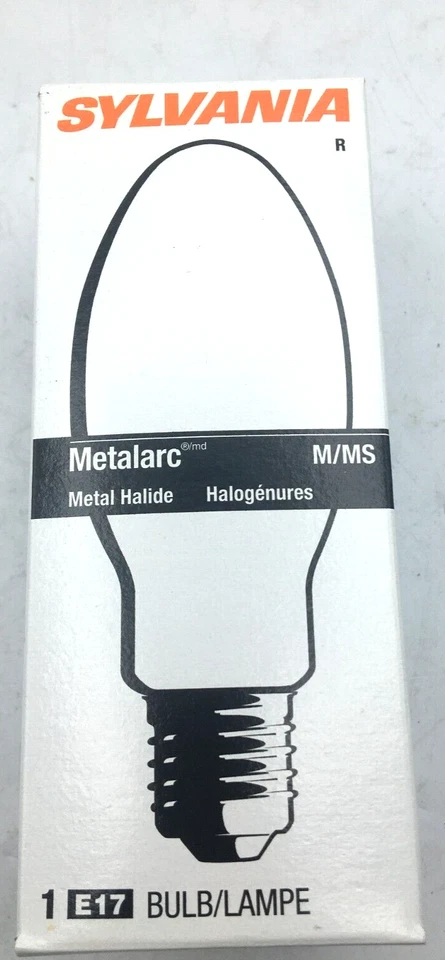 SYLVANIA
R
Metalarc ®/md M/MS
Metal Halide Halogénures
1 E17 BULB/LAMPE